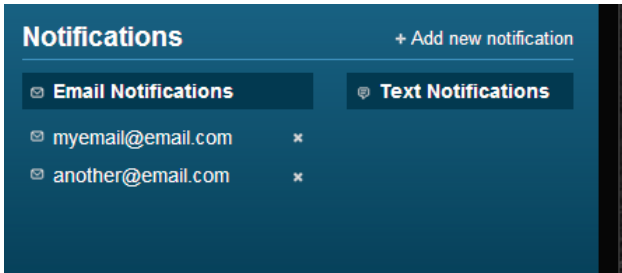 Notifications
+ Add new notification
Email Notifications
myemail@email.com
another@email.com
Text Notifications